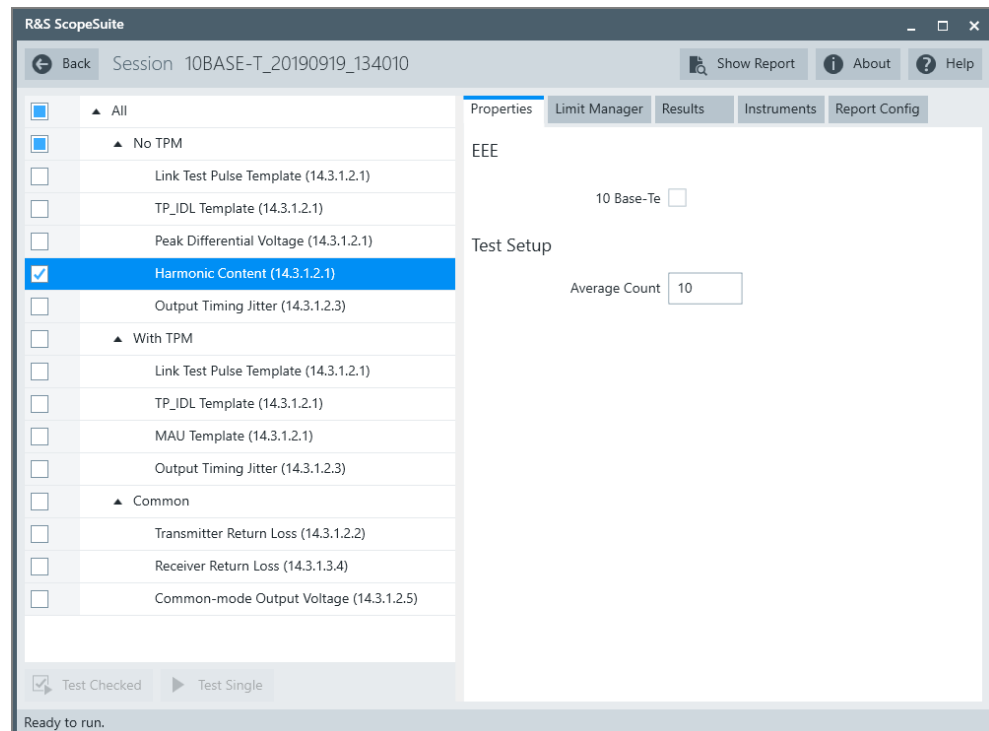 R&S ScopeSuite
Back Session 10BASE-T_20190919_134010 Show Report About Help
All
No TPM
Link Test Pulse Template (14.3.1.2.1)
TP_IDL Template (14.3.1.2.1)
Peak Differential Voltage (14.3.1.2.1)
Harmonic Content (14.3.1.2.1)
Output Timing Jitter (14.3.1.2.3)
With TPM
Link Test Pulse Template (14.3.1.2.1)
TP_IDL Template (14.3.1.2.1)
MAU Template (14.3.1.2.1)
Output Timing Jitter (14.3.1.2.3)
Common
Transmitter Return Loss (14.3.1.2.2)
Receiver Return Loss (14.3.1.3.4)
Common-mode Output Voltage (14.3.1.2.5)
Test Checked Test Single
Properties Limit Manager Results Instruments Report Config
EEE
10 Base-Te
Test Setup
Average Count 10
Ready to run.